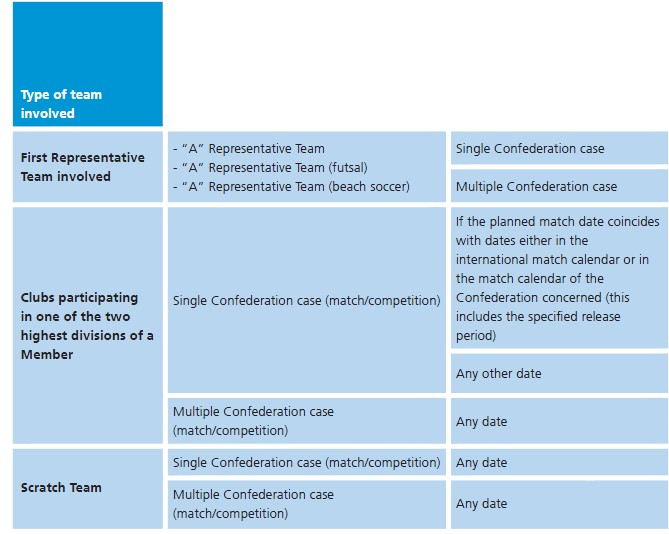 Type of team
involved
First Representative
Team involved
- “A” Representative Team
- “A” Representative Team (futsal)
- “A” Representative Team (beach soccer)
Single Confederation case
Multiple Confederation case
Clubs participating
in one of the two
highest divisions of a
Member
Single Confederation case (match/competition)
If the planned match date coincides
with dates either in the
international match calendar or in
the match calendar of the
Confederation concerned (this
includes the specified release
period)
Any other date
Multiple Confederation case
(match/competition)
Any date
Scratch Team
Single Confederation case (match/competition)
Any date
Multiple Confederation case
(match/competition)
Any date